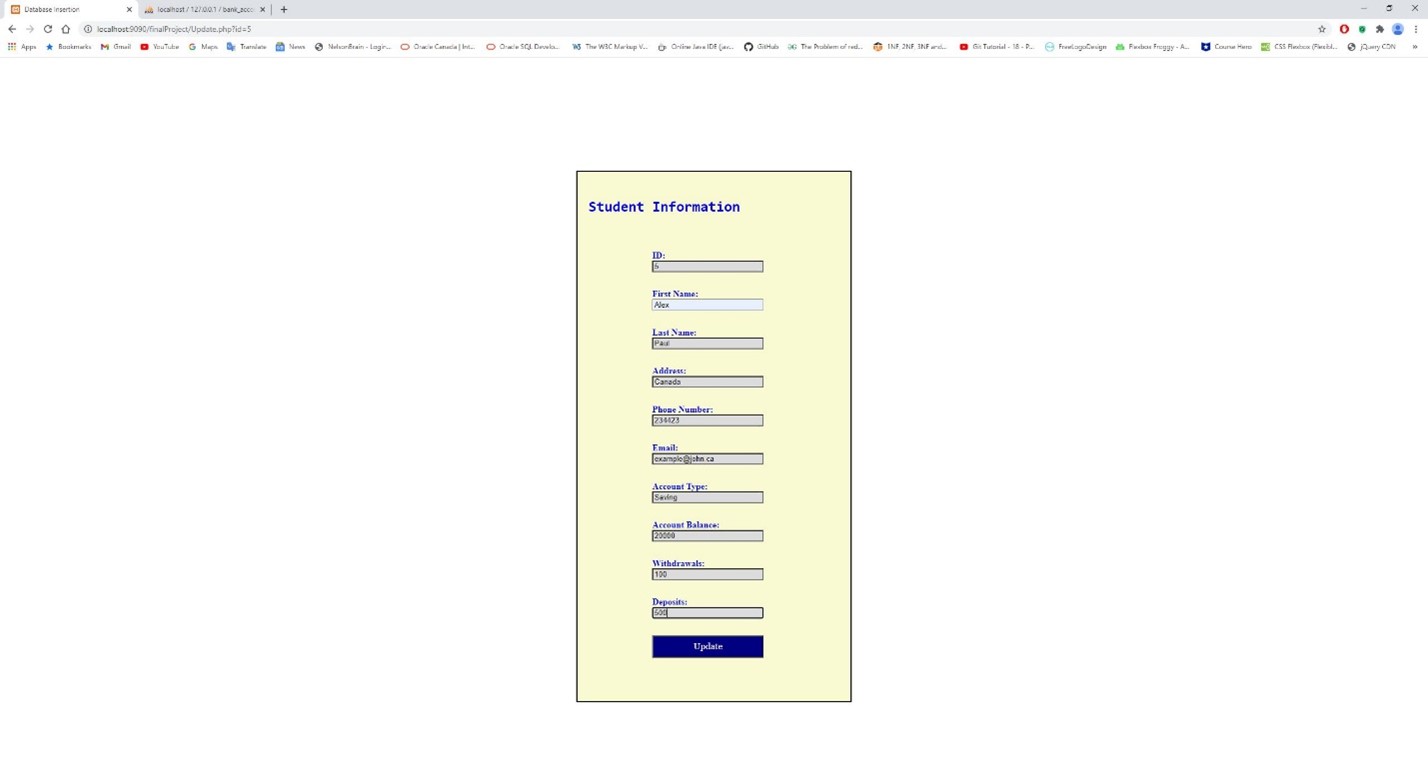 Database Insertion
localhost / 127.0.0.1 / bank_acco
localhost:9090/finalProject/Update.php?id=5
Apps Bookmarks Gmail YouTube Maps Translate News NelsonBrain - Login... Oracle Canada | Int... Oracle SQL Develo... The W3C Markup V... Online Java IDE (jav... GitHub The Problem of red... 1NF, 2NF, 3NF and... Git Tutorial - 18 - P... FreeLogoDesign Flexbox Froggy - A... Course Hero CSS Flexbox (Flexibl... jQuery CDN »
Student Information
ID:
First Name:
Alex
Last Name:
Paul
Address:
Canada
Phone Number:
234423
Email:
example@john.ca
Account Type:
Saving
Account Balance:
20000
Withdrawals:
100
Deposits:
500
Update